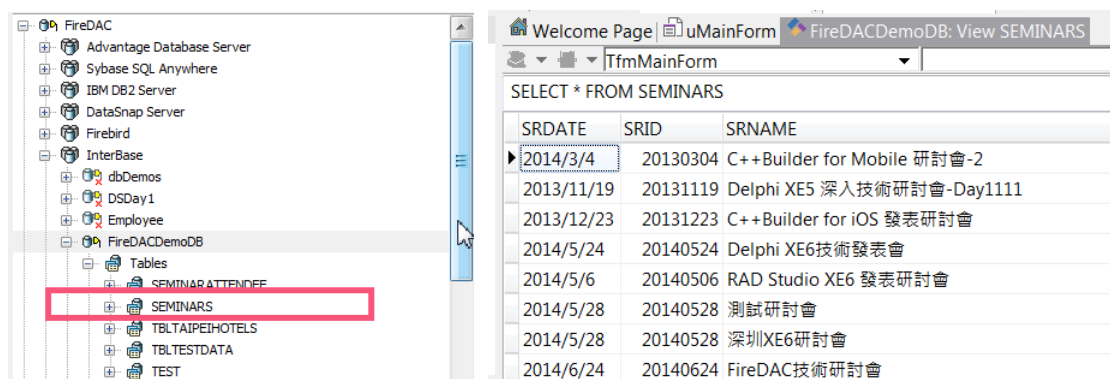 FireDAC
Advantage Database Server
Sybase SQL Anywhere
IBM DB2 Server
DataSnap Server
Firebird
InterBase
dbDemos
DSDay1
Employee
FireDACDemoDB
Tables
SEMINARATTENDEE
SEMINARS
TBLTAIPEIHOTELS
TBLTESTDATA
TEST
Welcome Page uMainForm FireDACDemoDB: View SEMINARS
TfmMainForm
SELECT * FROM SEMINARS
SRDATE SRID SRNAME
2014/3/4 20130304 C++Builder for Mobile 研討會-2
2013/11/19 20131119 Delphi XE5 深入技術研討會-Day1111
2013/12/23 20131223 C++Builder for iOS 發表研討會
2014/5/24 20140524 Delphi XE6技術發表會
2014/5/6 20140506 RAD Studio XE6 發表研討會
2014/5/28 20140528 測試研討會
2014/5/28 20140528 深圳XE6研討會
2014/6/24 20140624 FireDAC技術研討會